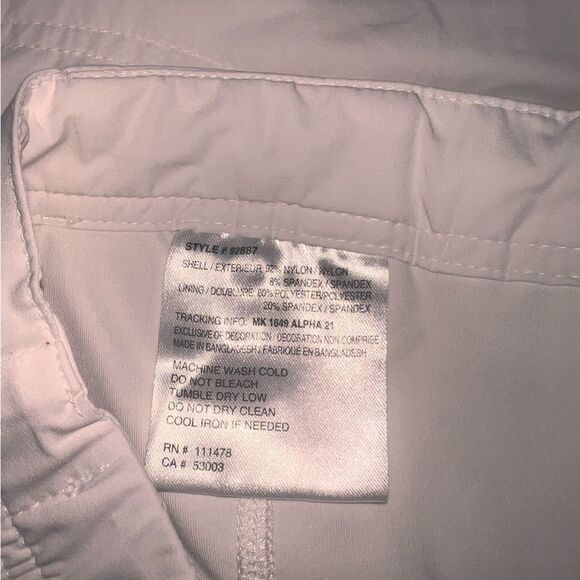 STYLE # 92887
SHELL / EXTERIEUR 92% NYLON / NYLON
8% SPANDEX / SPANDEX
LINING / DOUBLURE 80% POLYESTER/POLYESTER
20% SPANDEX / SPANDEX
TRACKING INFO: MK 1849 ALPHA 21
EXCLUSIVE OF DECORATION / DECORATION NON COMPRISE
MADE IN BANGLADESH / FABRIQUÉ EN BANGLADESH
MACHINE WASH COLD
DO NOT BLEACH
TUMBLE DRY LOW
DO NOT DRY CLEAN
COOL IRON IF NEEDED
RN # 111478
CA # 53003